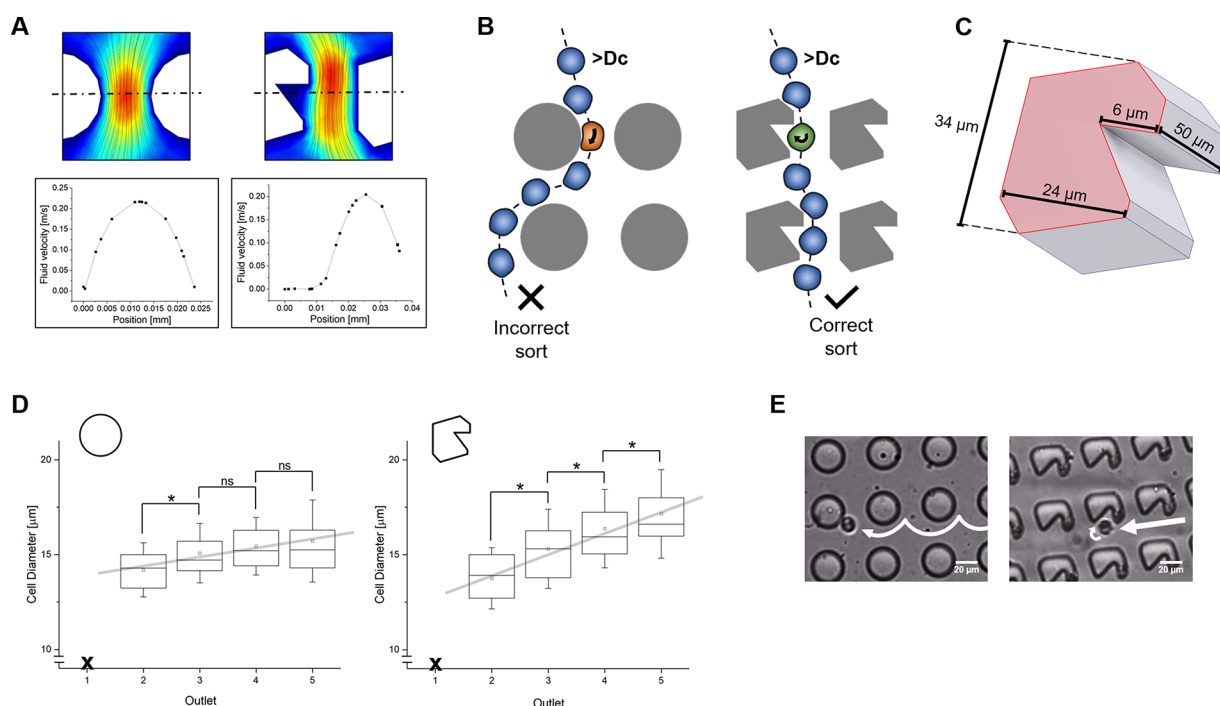 A
B
C
>Dc
>Dc
34 µm
6 µm
50 µm
24 µm
Fluid velocity [m/s]
0.25
0.20
0.15
0.10
0.05
0.00
0.000 0.005 0.010 0.015 0.020 0.025
Position [mm]
Fluid velocity [m/s]
0.20
0.15
0.10
0.05
0.00
0.00 0.01 0.02 0.03 0.04
Position [mm]
Incorrect
sort
Correct
sort
D
Cell Diameter [µm]
20
15
10
*
ns
ns
X
1 2 3 4 5
Outlet
Cell Diameter [µm]
20
15
10
*
*
*
X
1 2 3 4 5
Outlet
E
20 µm
20 µm